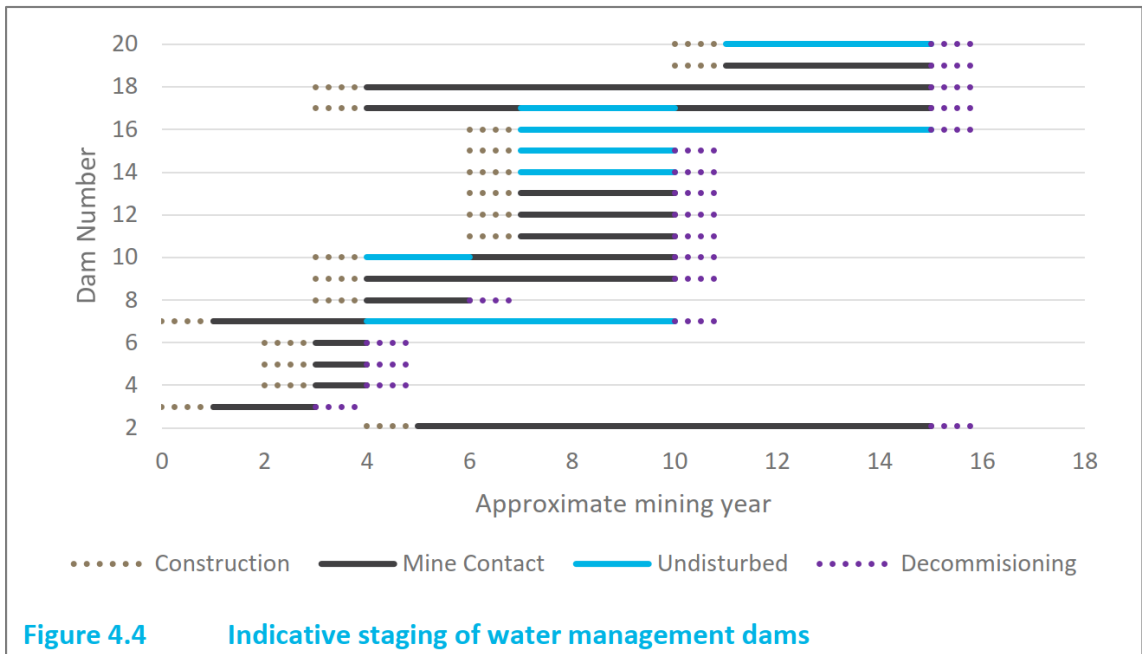 20
18
16
14
12
10
8
6
4
2
Dam Number
0 2 4 6 8 10 12 14 16 18
Approximate mining year
Construction Mine Contact Undisturbed Decommisioning
Figure 4.4 Indicative staging of water management dams